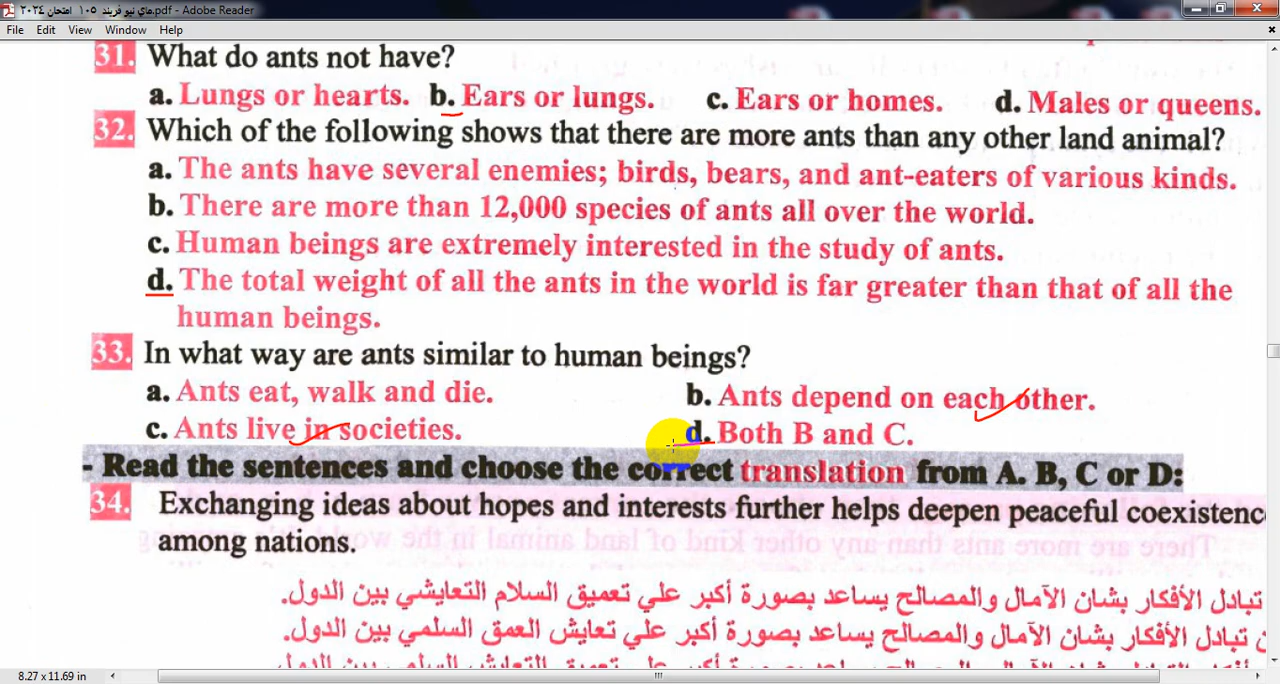 هاي نيو فريند ١٠٥ امتحان ٢٠٢٤.pdf - Adobe Reader
File Edit View Window Help
31. What do ants not have?
a. Lungs or hearts. b. Ears or lungs. c. Ears or homes. d. Males or queens.
32. Which of the following shows that there are more ants than any other land animal?
a. The ants have several enemies; birds, bears, and ant-eaters of various kinds.
b. There are more than 12,000 species of ants all over the world.
c. Human beings are extremely interested in the study of ants.
d. The total weight of all the ants in the world is far greater than that of all the
human beings.
33. In what way are ants similar to human beings?
a. Ants eat, walk and die. b. Ants depend on each other.
c. Ants live in societies. d. Both B and C.
- Read the sentences and choose the correct translation from A. B, C or D:
34. Exchanging ideas about hopes and interests further helps deepen peaceful coexistenc
among nations.
تبادل الأفكار بشان الآمال والمصالح يساعد بصورة أكبر علي تعميق السلام التعايشي بين الدول.
ن تبادل الأفكار بشان الآمال والمصالح يساعد بصورة أكبر علي تعايش العمق السلمي بين الدول.
8.27 x 11.69 in